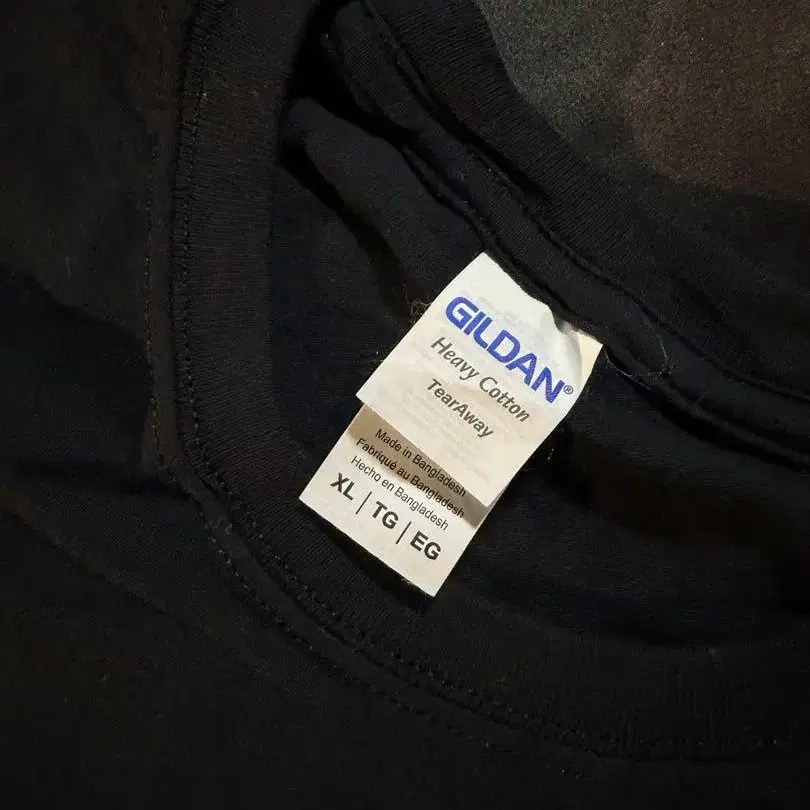 GILDAN®
Heavy Cotton
TearAway
Made in Bangladesh
Fabriqué au Bangladesh
Hecho en Bangladesh
XL | TG | EG